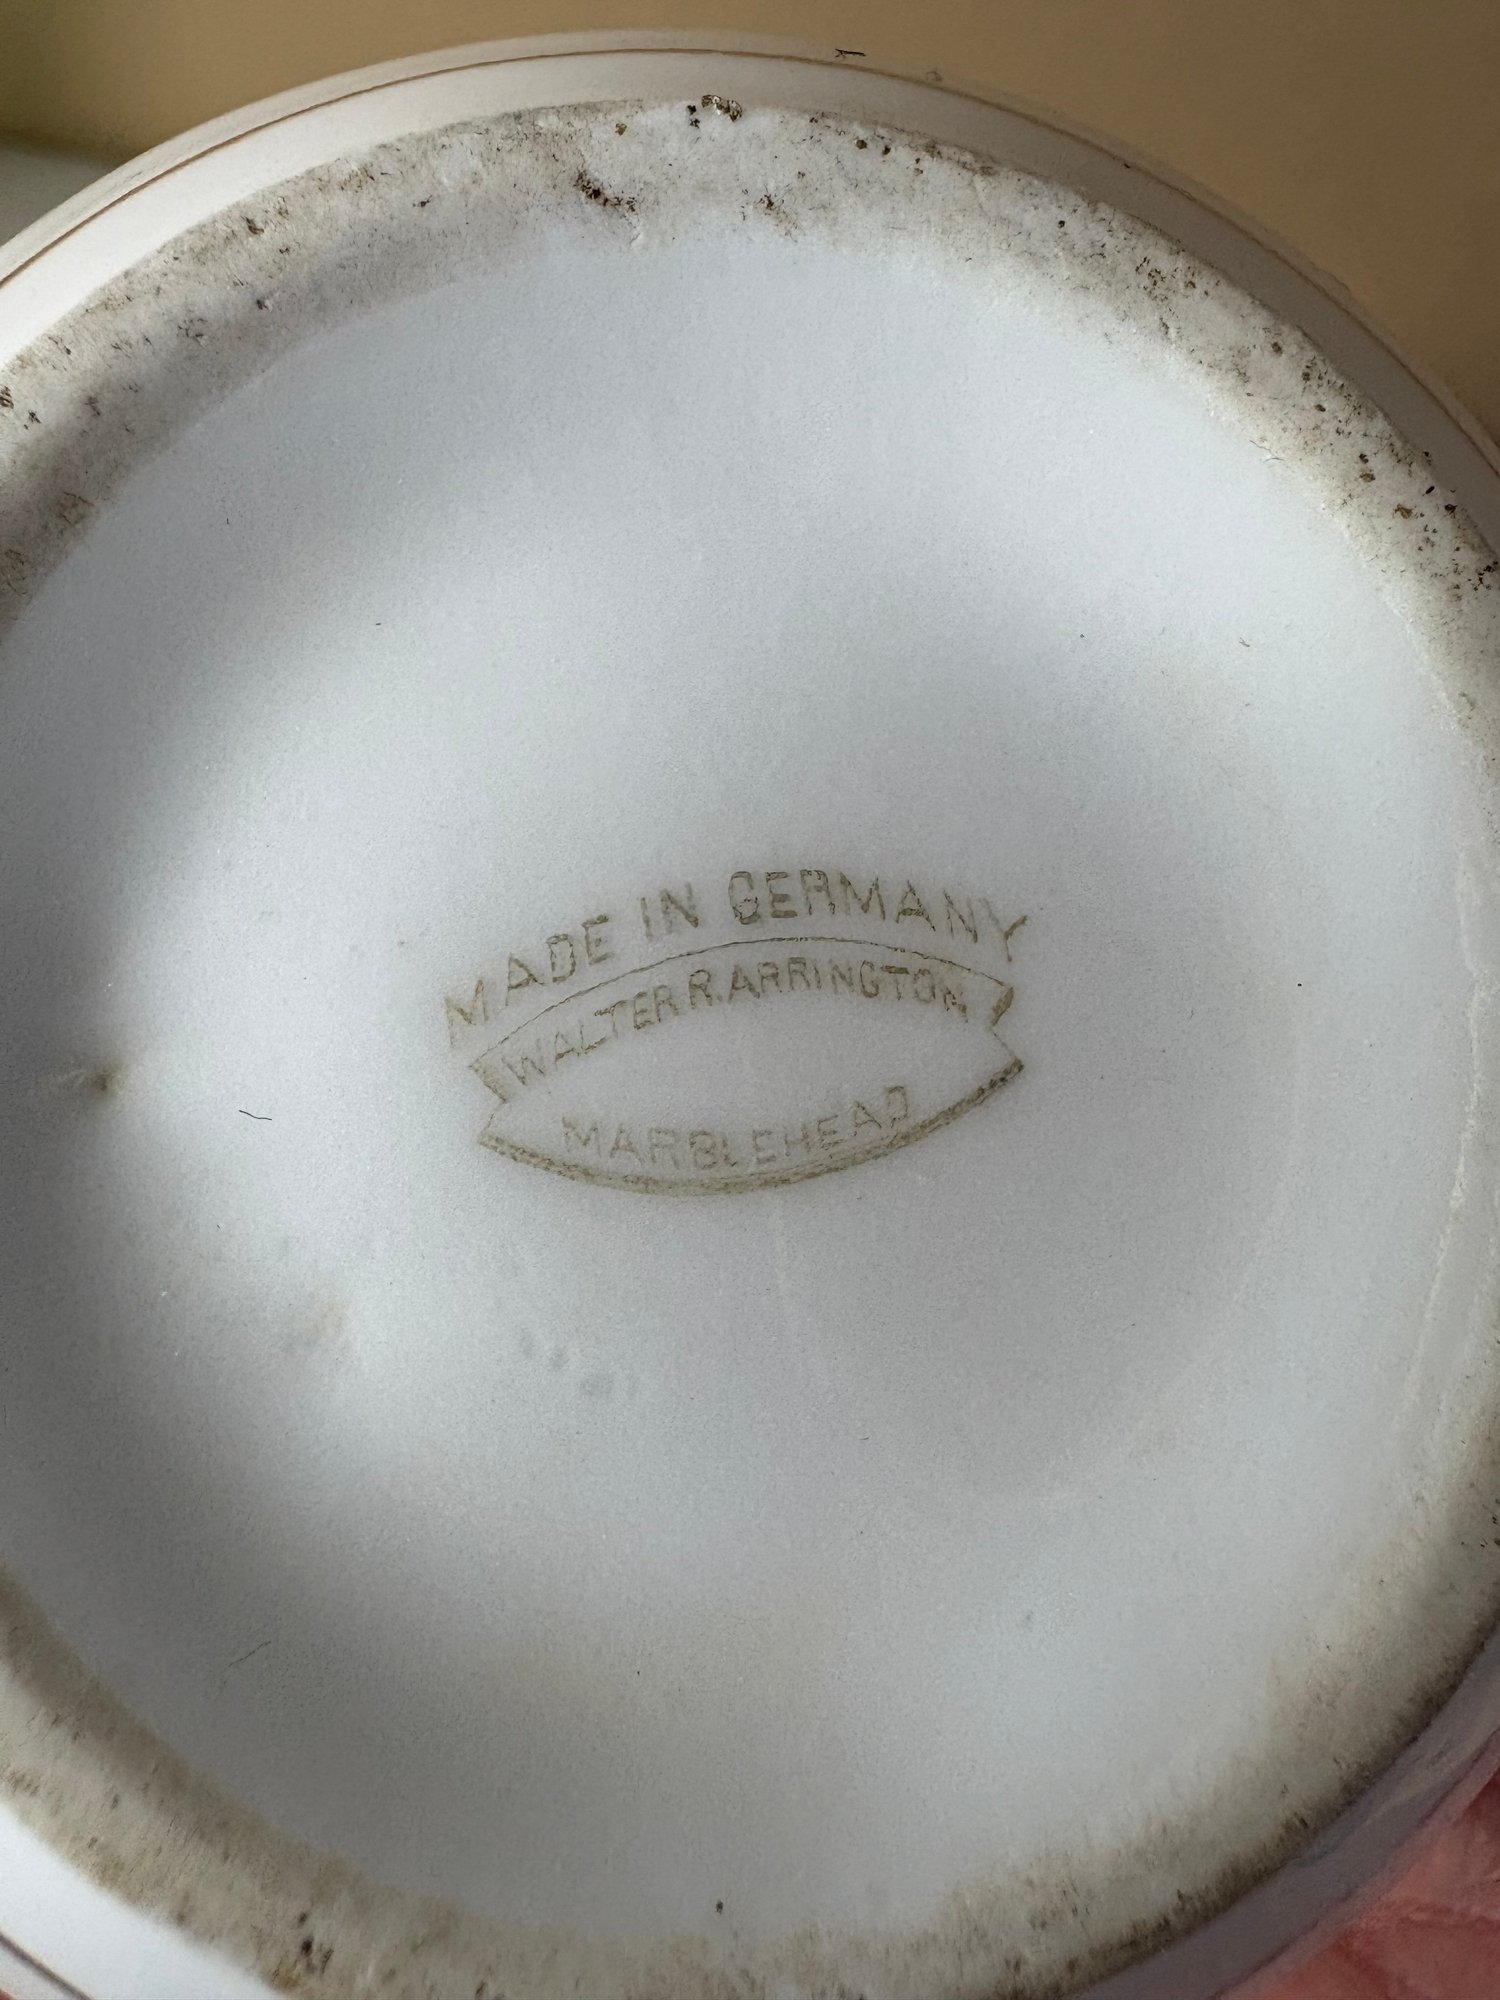 MADE IN GERMANY
WALTER R. ARRINGTON
MARBLEHEAD